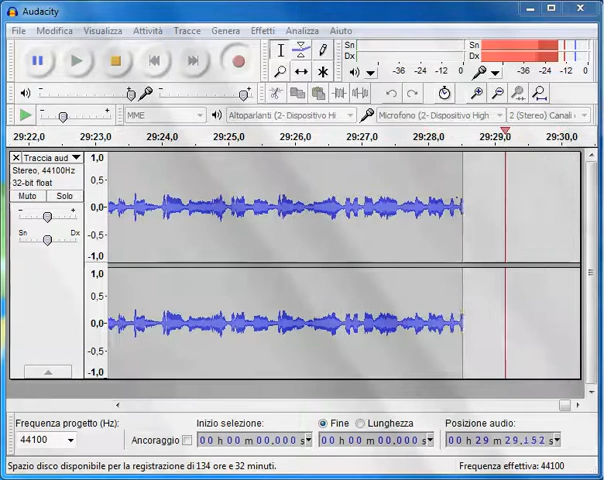 Audacity
File Modifica Visualizza Attività Tracce Genera Effetti Analizza Aiuto
Sn Dx Sn Dx
-36 -24 -12 0 -36 -24 -12 0
MME Altoparlanti (2- Dispositivo Hi Microfono (2- Dispositivo High 2 (Stereo) Canali
29:22,0 29:23,0 29:24,0 29:25,0 29:26,0 29:27,0 29:28,0 29:29,0 29:30,0
Traccia aud
Stereo, 44100Hz
32-bit float
Muto Solo
- +
Sn Dx
1,0
0,5
0,0
-0,5
-1,0
1,0
0,5
0,0
-0,5
-1,0
Frequenza progetto (Hz): Inizio selezione: Fine Lunghezza Posizione audio:
44100 Ancoraggio 00 h 00 m 00.000 s 00 h 00 m 00.000 s 00 h 29 m 29.152 s
Spazio disco disponibile per la registrazione di 134 ore e 32 minuti. Frequenza effettiva: 44100